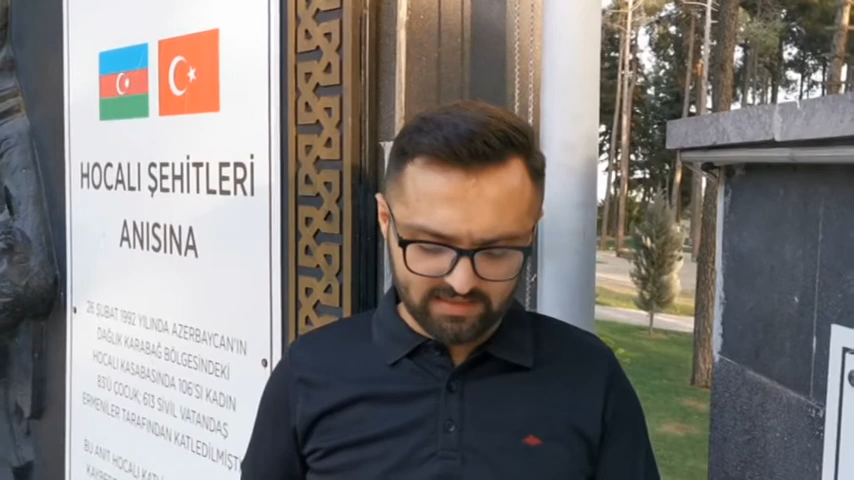 HOCALI ŞEHİTLERİ
ANISINA
26 ŞUBAT 1992 YILINDA AZERBAYCAN'IN
DAĞLIK KARABAĞ BÖLGESİNDEKİ
HOCALI KASABASINDA 106'SI KADIN
83'Ü ÇOCUK, 613 SİVİL VATANDAŞ
ERMENİLER TARAFINDAN KATLEDİLMİŞTİR.
BU ANIT HOCALI